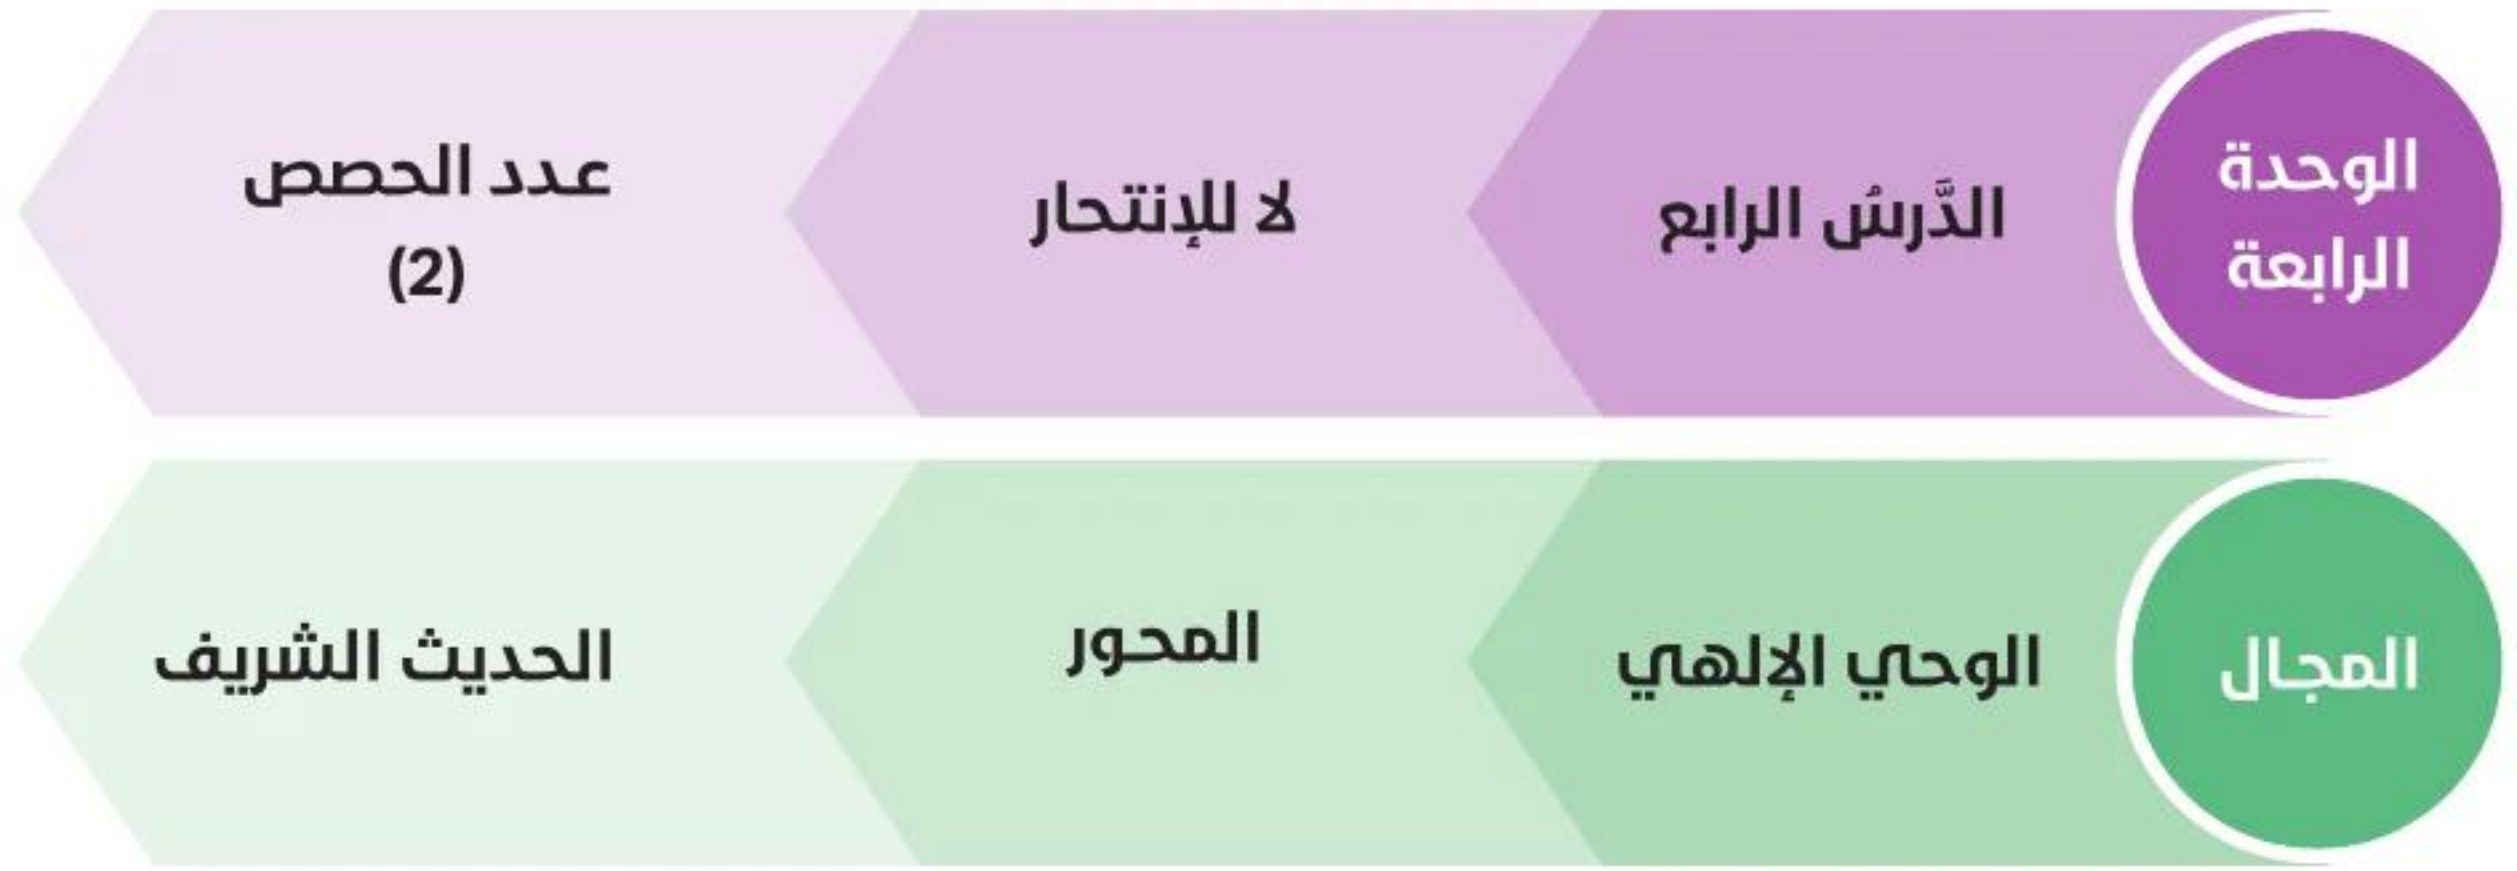 الوحدة
الرابعة
الدَّرسُ الرابع
لا للإنتحار
عدد الحصص
(2)
المجال
الوحي الإلهي
المحور
الحديث الشريف